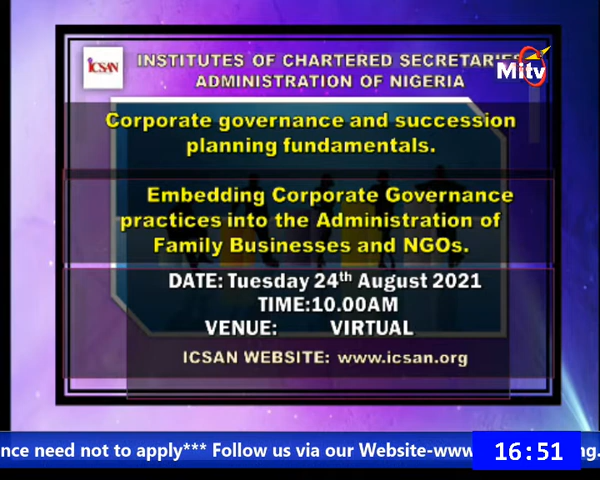 ICSAN
INSTITUTES OF CHARTERED SECRETARIES
Mitv
ADMINISTRATION OF NIGERIA
Corporate governance and succession
planning fundamentals.
Embedding Corporate Governance
practices into the Administration of
Family Businesses and NGOs.
DATE: Tuesday 24th August 2021
TIME:10.00AM
VENUE: VIRTUAL
ICSAN WEBSITE: www.icsan.org
nce need not to apply*** Follow us via our Website-www
16:51
ng.